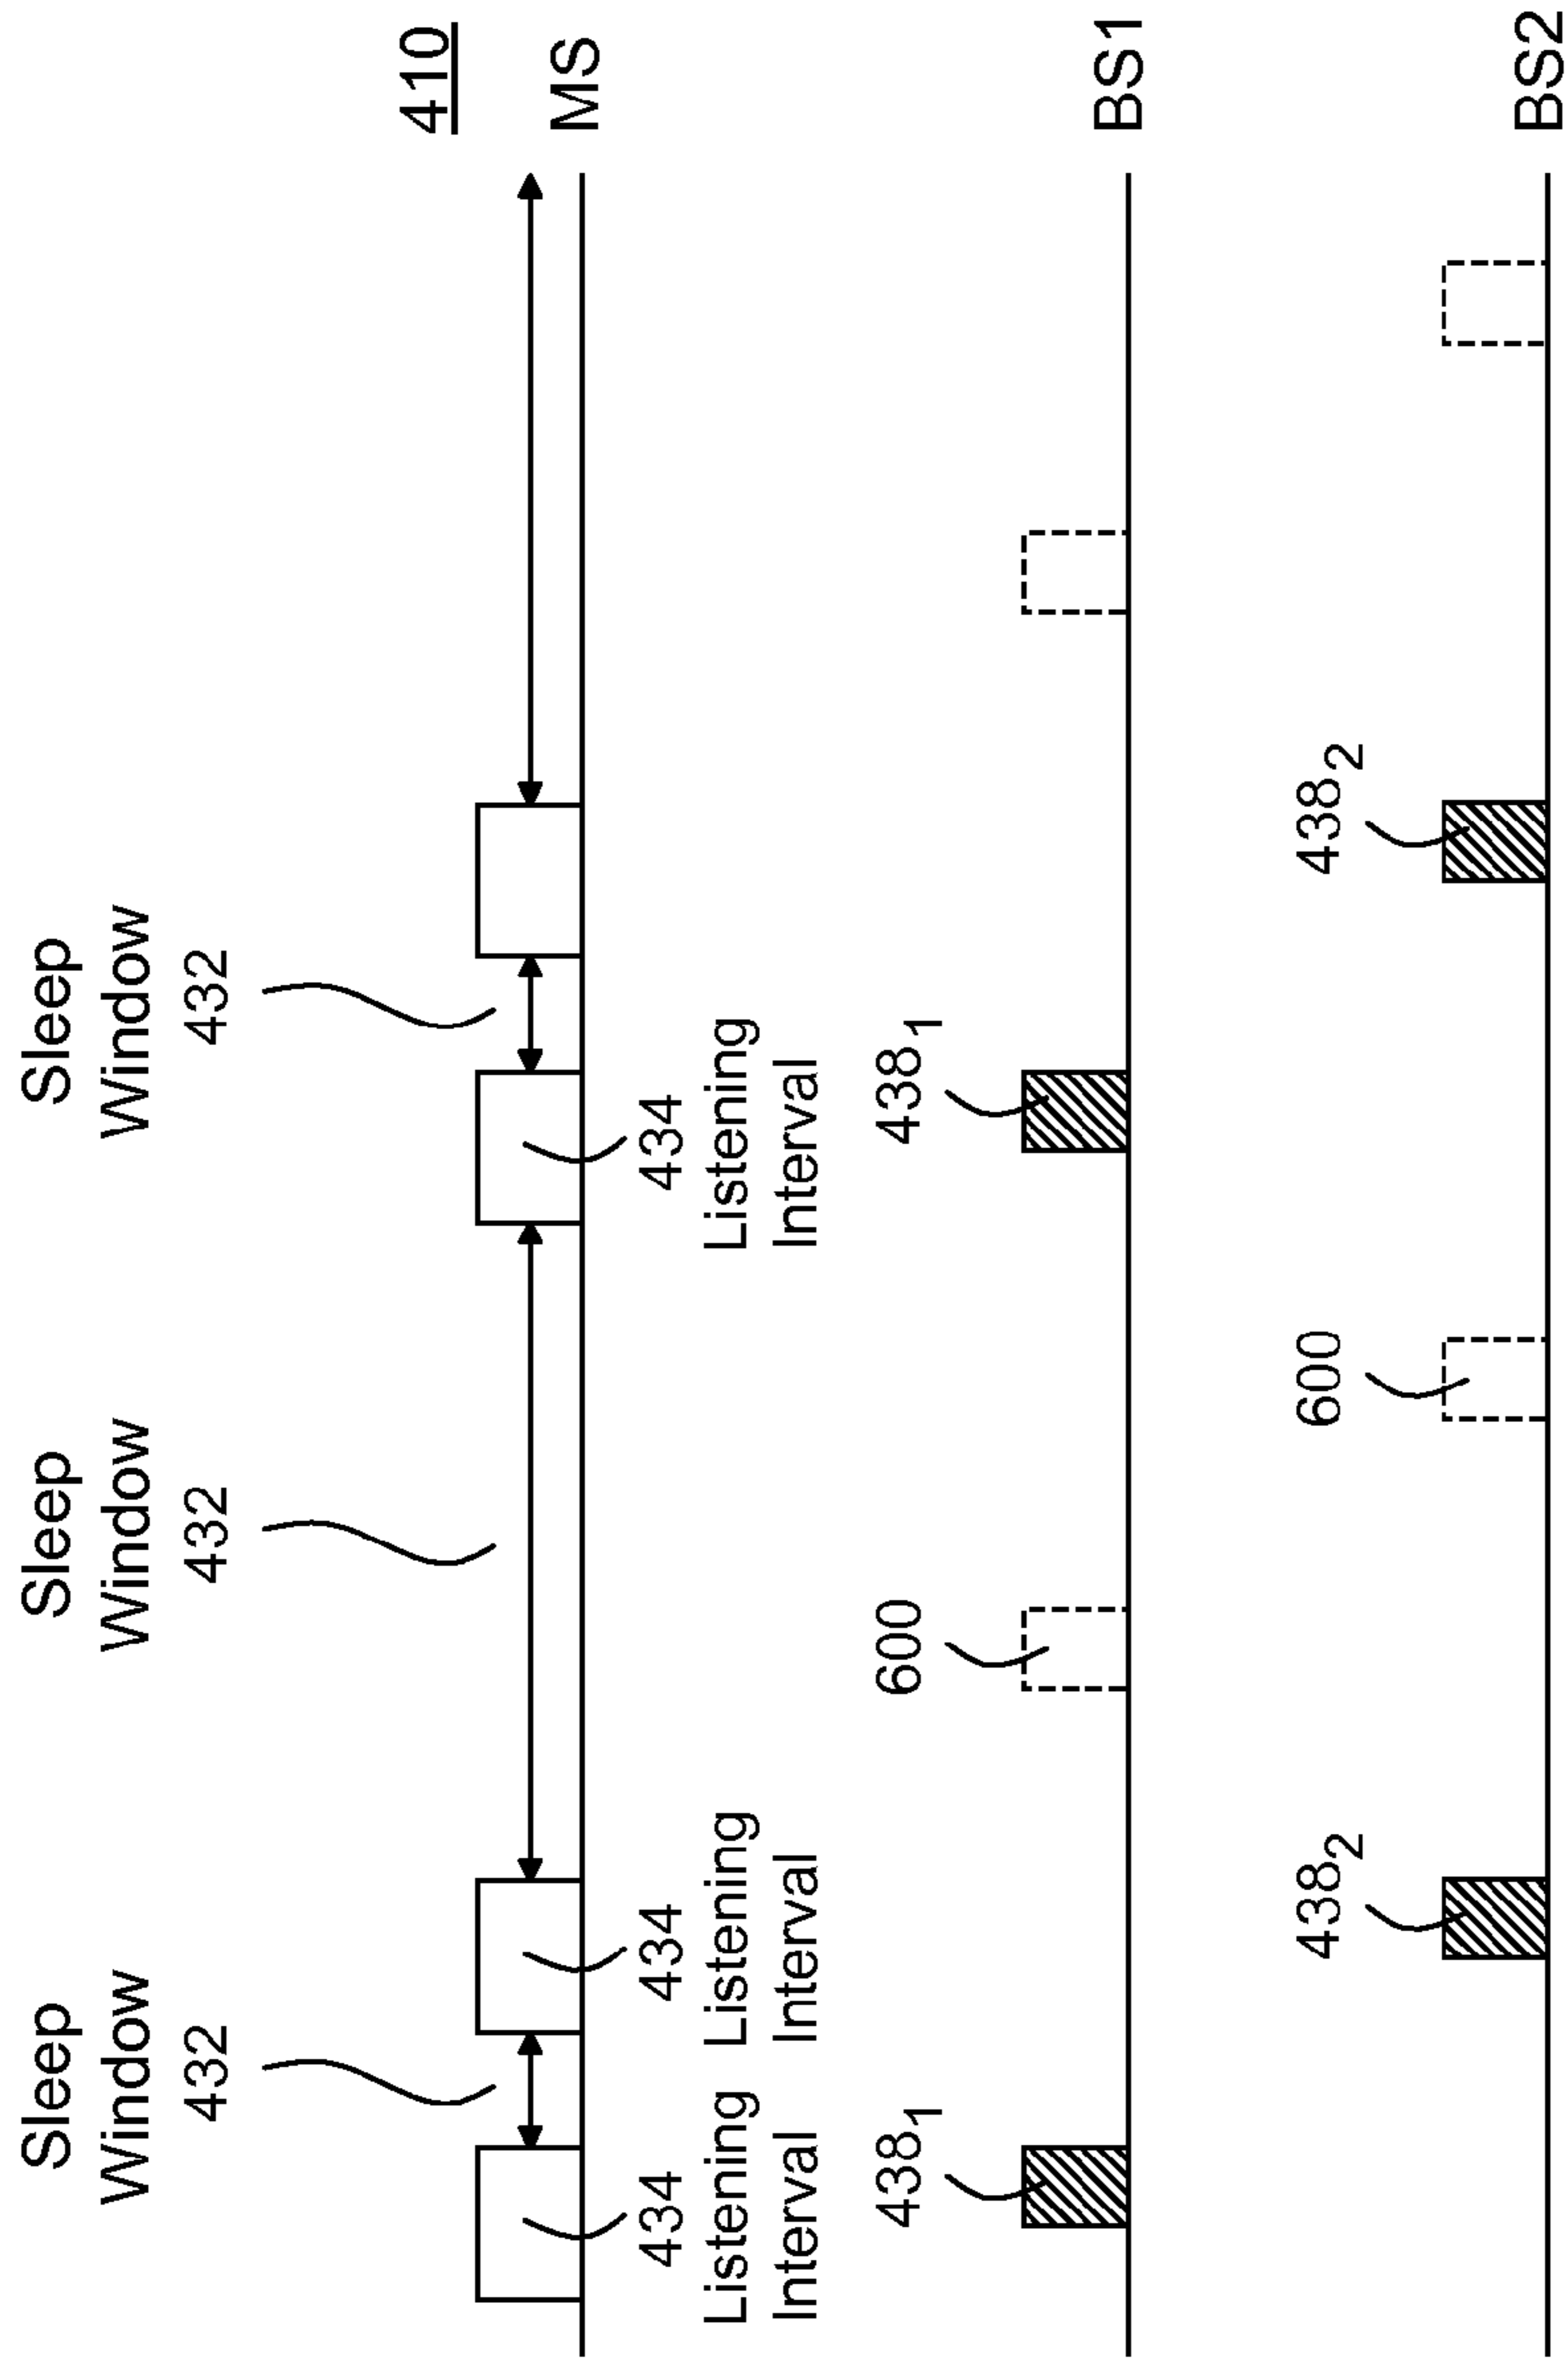 Sleep
Window
432
Sleep
Window
432
Sleep
Window
432
410
MS
434
Listening
Interval
434
Listening
Interval
434
Listening
Interval
438₁
600
438₁
BS1
438₂
600
438₂
BS2